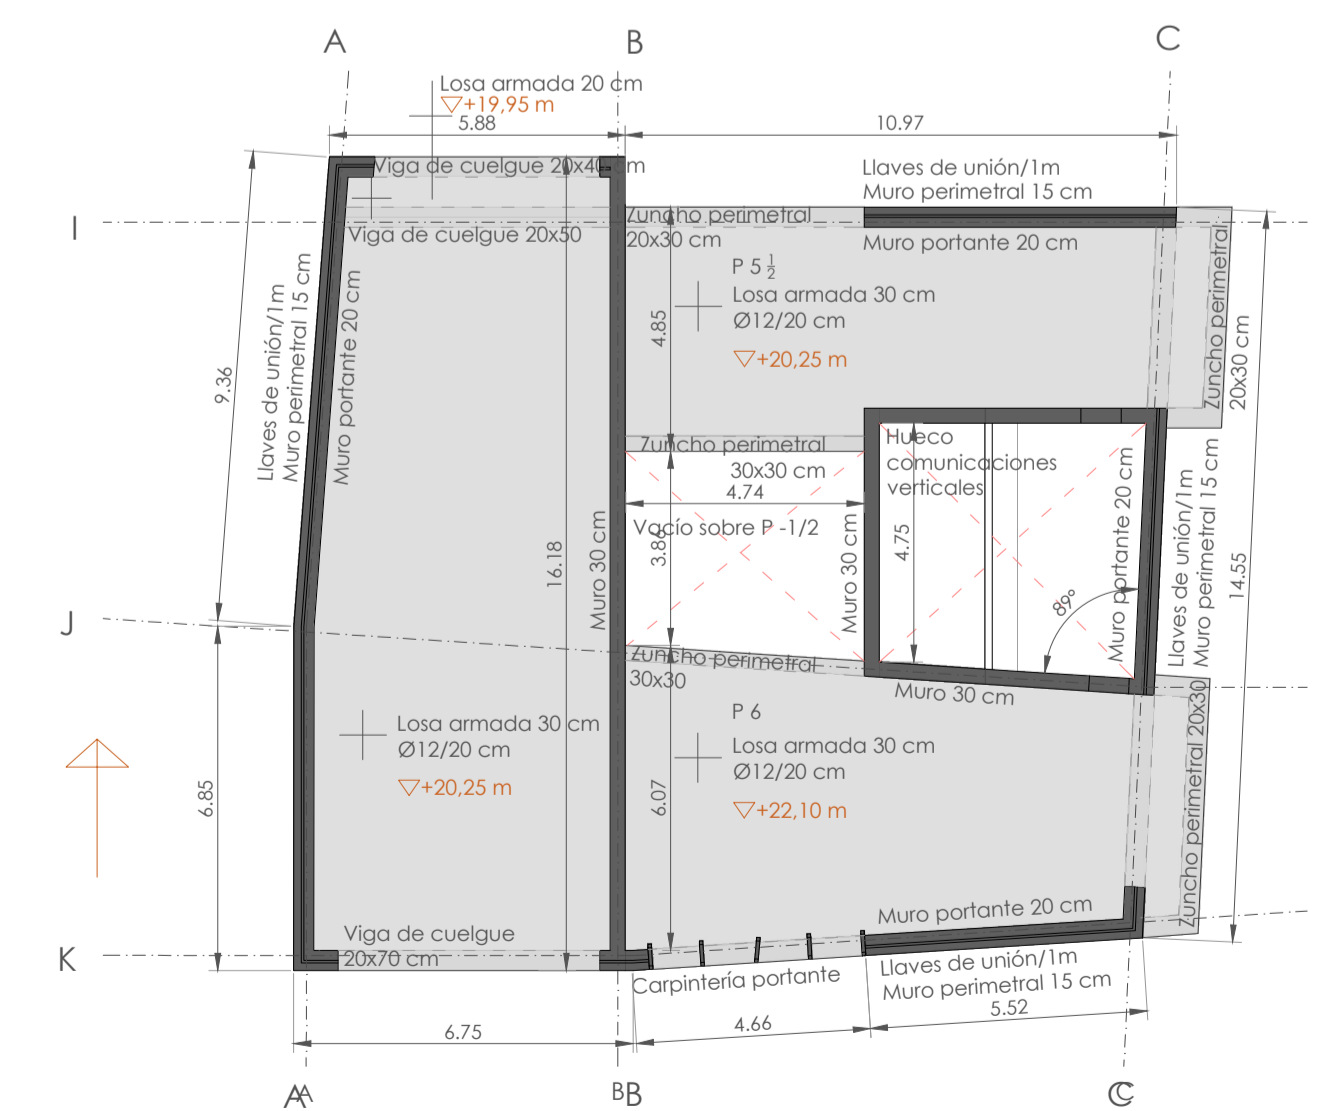 A
B
C
Losa armada 20 cm
+19,95 m
5.88
10.97
Viga de cuelgue 20x40 cm
Llaves de unión/1m
Muro perimetral 15 cm
I
Zuncho perimetral
20x30 cm
Viga de cuelgue 20x50
Muro portante 20 cm
P 5 ½
Losa armada 30 cm
Ø12/20 cm
+20,25 m
4.85
Zuncho perimetral
20x30 cm
Llaves de unión/1m
Muro perimetral 15 cm
Muro portante 20 cm
9.36
Zuncho perimetral
30x30 cm
4.74
Vacío sobre P -1/2
3.86
Hueco
comunicaciones
verticales
4.75
89°
Muro portante 20 cm
Llaves de unión/1m
Muro perimetral 15 cm
14.55
16.18
Muro 30 cm
Muro 30 cm
J
Zuncho perimetral
30x30
Muro 30 cm
P 6
Losa armada 30 cm
Ø12/20 cm
+22,10 m
Losa armada 30 cm
Ø12/20 cm
+20,25 m
6.85
6.07
Zuncho perimetral 20x30
Muro portante 20 cm
Viga de cuelgue
20x70 cm
K
Carpintería portante
Llaves de unión/1m
Muro perimetral 15 cm
6.75
4.66
5.52
A
A
B
B
C
C